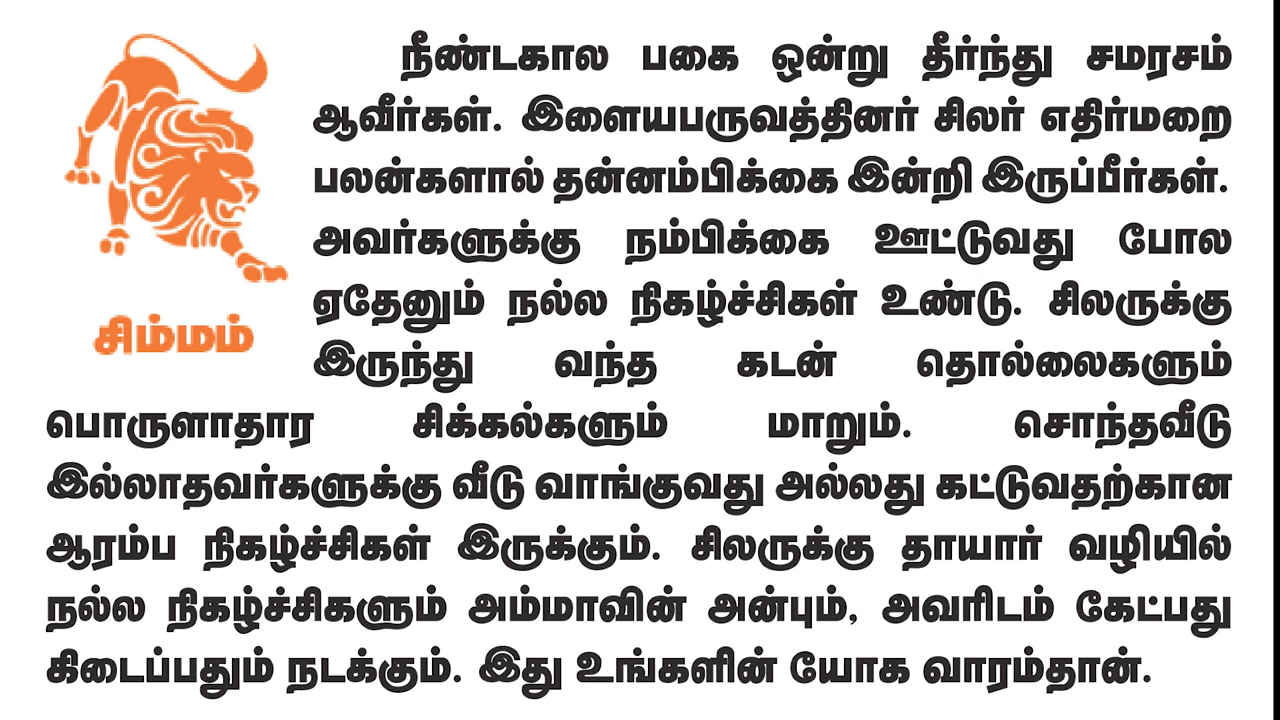 நீண்டகால பகை ஒன்று தீர்ந்து சமரசம்
ஆவீர்கள். இளையபருவத்தினர் சிலர் எதிர்மறை
பலன்களால் தன்னம்பிக்கை இன்றி இருப்பீர்கள்.
அவர்களுக்கு நம்பிக்கை ஊட்டுவது போல
ஏதேனும் நல்ல நிகழ்ச்சிகள் உண்டு. சிலருக்கு
சிம்மம்
இருந்து வந்த கடன் தொல்லைகளும்
பொருளாதார சிக்கல்களும் மாறும். சொந்தவீடு
இல்லாதவர்களுக்கு வீடு வாங்குவது அல்லது கட்டுவதற்கான
ஆரம்ப நிகழ்ச்சிகள் இருக்கும். சிலருக்கு தாயார் வழியில்
நல்ல நிகழ்ச்சிகளும் அம்மாவின் அன்பும், அவரிடம் கேட்பது
கிடைப்பதும் நடக்கும். இது உங்களின் யோக வாரம்தான்.